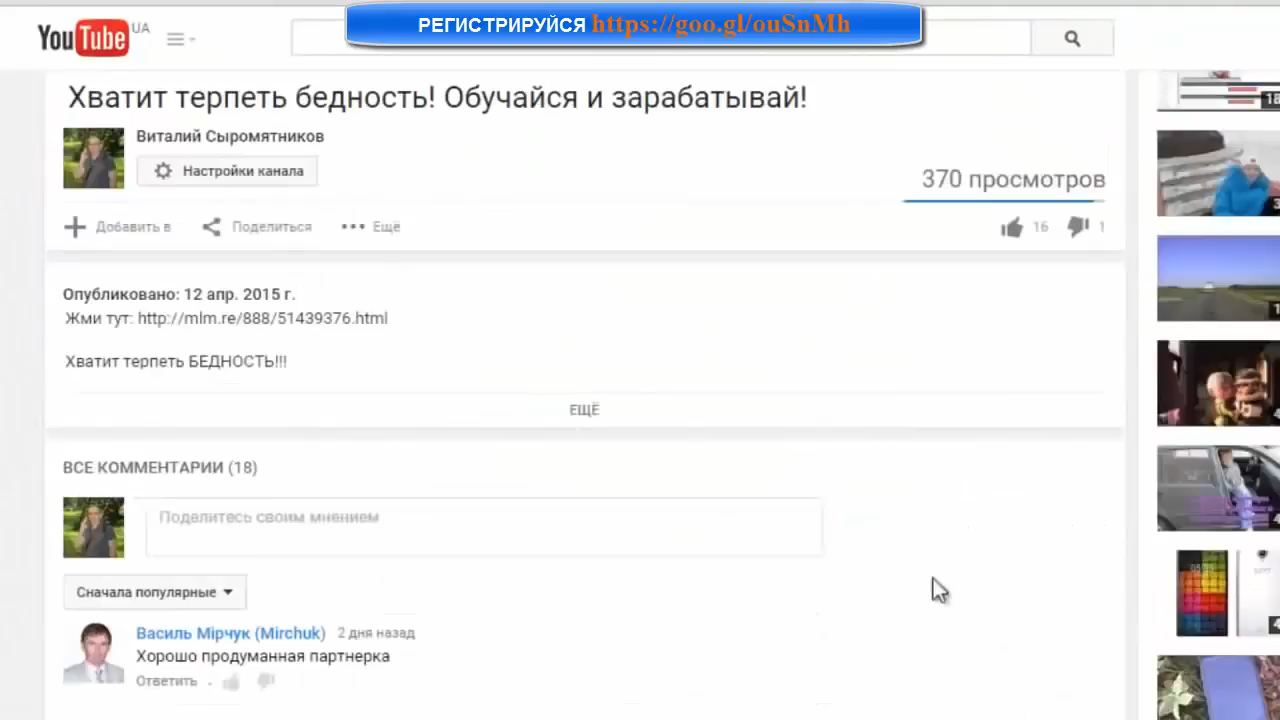 РЕГИСТРИРУЙСЯ https://goo.gl/ouSnMh
YouTube UA
Хватит терпеть бедность! Обучайся и зарабатывай!
Виталий Сыромятников
Настройки канала
370 просмотров
Добавить в
Поделиться
Ещё
16
1
Опубликовано: 12 апр. 2015 г.
Жми тут: http://mlm.re/888/51439376.html
Хватит терпеть БЕДНОСТЬ!!!
ЕЩЁ
ВСЕ КОММЕНТАРИИ (18)
Поделитесь своим мнением
Сначала популярные
Василь Мірчук (Mirchuk) 2 дня назад
Хорошо продуманная партнерка
Ответить